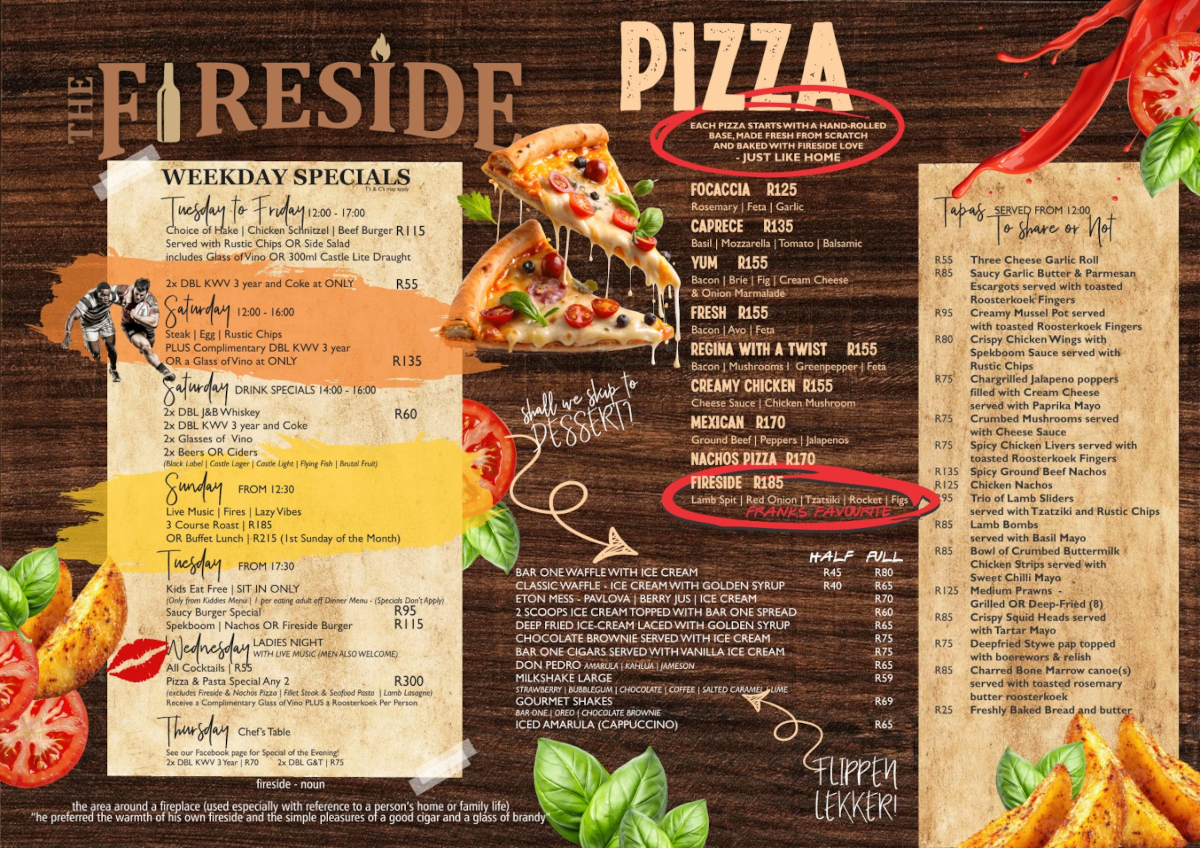 THE FIRESIDE
WEEKDAY SPECIALS
T's & C's may apply
Tuesday to Friday 12:00 - 17:00
Choice of Hake | Chicken Schnitzel | Beef Burger R115
Served with Rustic Chips OR Side Salad
includes Glass of Vino OR 300ml Castle Lite Draught
2x DBL KWV 3 year and Coke at ONLY R55
Saturday 12:00 - 16:00
Steak | Egg | Rustic Chips
PLUS Complimentary DBL KWV 3 year
OR a Glass of Vino at ONLY R135
Saturday DRINK SPECIALS 14:00 - 16:00
2x DBL J&B Whiskey R60
2x DBL KWV 3 year and Coke
2x Glasses of Vino
2x Beers OR Ciders
(Black Label | Castle Lager | Castle Light | Flying Fish | Brutal Fruit)
Sunday FROM 12:30
Live Music | Fires | Lazy Vibes
3 Course Roast | R185
OR Buffet Lunch | R215 (1st Sunday of the Month)
Tuesday FROM 17:30
Kids Eat Free | SIT IN ONLY
(Only from Kiddies Menu | 1 per eating adult off Dinner Menu - (Specials Don't Apply)
Saucy Burger Special R95
Spekboom | Nachos OR Fireside Burger R115
Wednesday LADIES NIGHT
WITH LIVE MUSIC (MEN ALSO WELCOME)
All Cocktails | R55
Pizza & Pasta Special Any 2 R300
(excludes Fireside & Nachos Pizza | Fillet Steak & Seafood Pasta | Lamb Lasagne)
Receive a Complimentary Glass of Vino PLUS a Roosterkoek Per Person
Thursday Chef's Table
See our Facebook page for Special of the Evening!
2x DBL KWV 3 Year | R70 2x DBL G&T | R75
fireside - noun
the area around a fireplace (used especially with reference to a person's home or family life)
"he preferred the warmth of his own fireside and the simple pleasures of a good cigar and a glass of brandy"
PIZZA
EACH PIZZA STARTS WITH A HAND-ROLLED
BASE, MADE FRESH FROM SCRATCH
AND BAKED WITH FIRESIDE LOVE
- JUST LIKE HOME
FOCACCIA R125
Rosemary | Feta | Garlic
CAPRECE R135
Basil | Mozzarella | Tomato | Balsamic
YUM R155
Bacon | Brie | Fig | Cream Cheese
& Onion Marmalade
FRESH R155
Bacon | Avo | Feta
REGINA WITH A TWIST R155
Bacon | Mushrooms I Greenpepper | Feta
CREAMY CHICKEN R155
Cheese Sauce | Chicken Mushroom
MEXICAN R170
Ground Beef | Peppers | Jalapenos
NACHOS PIZZA R170
FIRESIDE R185
Lamb Spit | Red Onion | Tzatsiki | Rocket | Figs
FRANKS FAVOURITE
shall we skip to
DESSERT?
HALF FULL
BAR ONE WAFFLE WITH ICE CREAM R45 R80
CLASSIC WAFFLE - ICE CREAM WITH GOLDEN SYRUP R40 R65
ETON MESS - PAVLOVA | BERRY JUS | ICE CREAM R70
2 SCOOPS ICE CREAM TOPPED WITH BAR ONE SPREAD R60
DEEP FRIED ICE-CREAM LACED WITH GOLDEN SYRUP R65
CHOCOLATE BROWNIE SERVED WITH ICE CREAM R75
BAR ONE CIGARS SERVED WITH VANILLA ICE CREAM R75
DON PEDRO AMARULA | KAHLUA | JAMESON R65
MILKSHAKE LARGE R59
STRAWBERRY | BUBBLEGUM | CHOCOLATE | COFFEE | SALTED CARAMEL | LIME
GOURMET SHAKES R69
BAR-ONE | OREO | CHOCOLATE BROWNIE
ICED AMARULA (CAPPUCCINO) R65
FLIPPEN
LEKKER!
Tapas SERVED FROM 12:00
To share or Not
R55 Three Cheese Garlic Roll
R85 Saucy Garlic Butter & Parmesan
Escargots served with toasted
Roosterkoek Fingers
R95 Creamy Mussel Pot served
with toasted Roosterkoek Fingers
R80 Crispy Chicken Wings with
Spekboom Sauce served with
Rustic Chips
R75 Chargrilled Jalapeno poppers
filled with Cream Cheese
served with Paprika Mayo
R75 Crumbed Mushrooms served
with Cheese Sauce
R75 Spicy Chicken Livers served with
toasted Roosterkoek Fingers
R135 Spicy Ground Beef Nachos
R125 Chicken Nachos
R95 Trio of Lamb Sliders
served with Tzatziki and Rustic Chips
R85 Lamb Bombs
served with Basil Mayo
R85 Bowl of Crumbed Buttermilk
Chicken Strips served with
Sweet Chilli Mayo
R125 Medium Prawns -
Grilled OR Deep-Fried (8)
R85 Crispy Squid Heads served
with Tartar Mayo
R75 Deepfried Stywe pap topped
with boerewors & relish
R85 Charred Bone Marrow canoe(s)
served with toasted rosemary
butter roosterkoek
R25 Freshly Baked Bread and butter